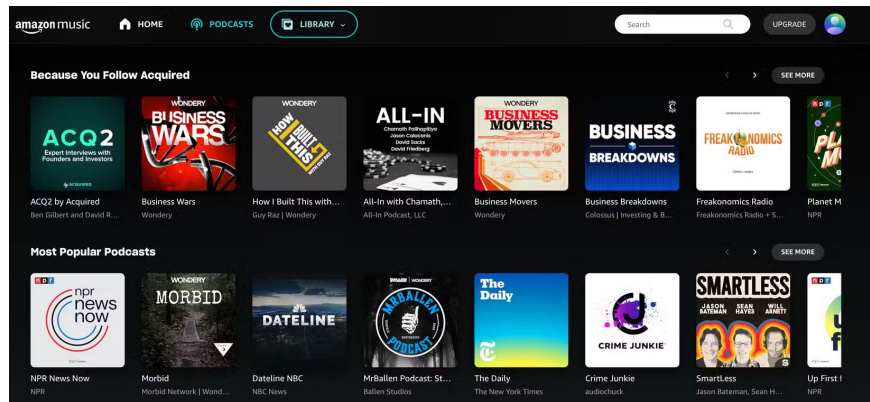 amazon music
HOME
PODCASTS
LIBRARY
Search
UPGRADE
Because You Follow Acquired
SEE MORE
ACQ2
Expert Interviews with
Founders and Investors
ACQUIRED
WONDERY
BUSINESS
WARS
WONDERY
HOW I
BUILT
THIS
WITH GUY RAZ
ALL-IN
Chamath Palihapitiya
Jason Calacanis
David Sacks
David Friedberg
WONDERY
BUSINESS
MOVERS
BUSINESS
BREAKDOWNS
FREAKONOMICS
RADIO
npr
ACQ2 by Acquired
Business Wars
How I Built This with...
All-In with Chamath,...
Business Movers
Business Breakdowns
Freakonomics Radio
Planet M
Ben Gilbert and David R...
Wondery
Guy Raz | Wondery
All-In Podcast, LLC
Wondery
Colossus | Investing & B...
Freakonomics Radio + S...
NPR
Most Popular Podcasts
SEE MORE
npr
npr
news
now
WONDERY
MORBID
DATELINE
BALLEN | WONDERY
MRBALLEN
PODCAST
The
Daily
CRIME JUNKIE
SMARTLESS
JASON
BATEMAN
SEAN
HAYES
WILL
ARNETT
npr
NPR News Now
Morbid
Dateline NBC
MrBallen Podcast: St...
The Daily
Crime Junkie
SmartLess
Up First
NPR
Morbid Network | Wond...
NBC News
Ballen Studios
The New York Times
audiochuck
Jason Bateman, Sean H...
NPR